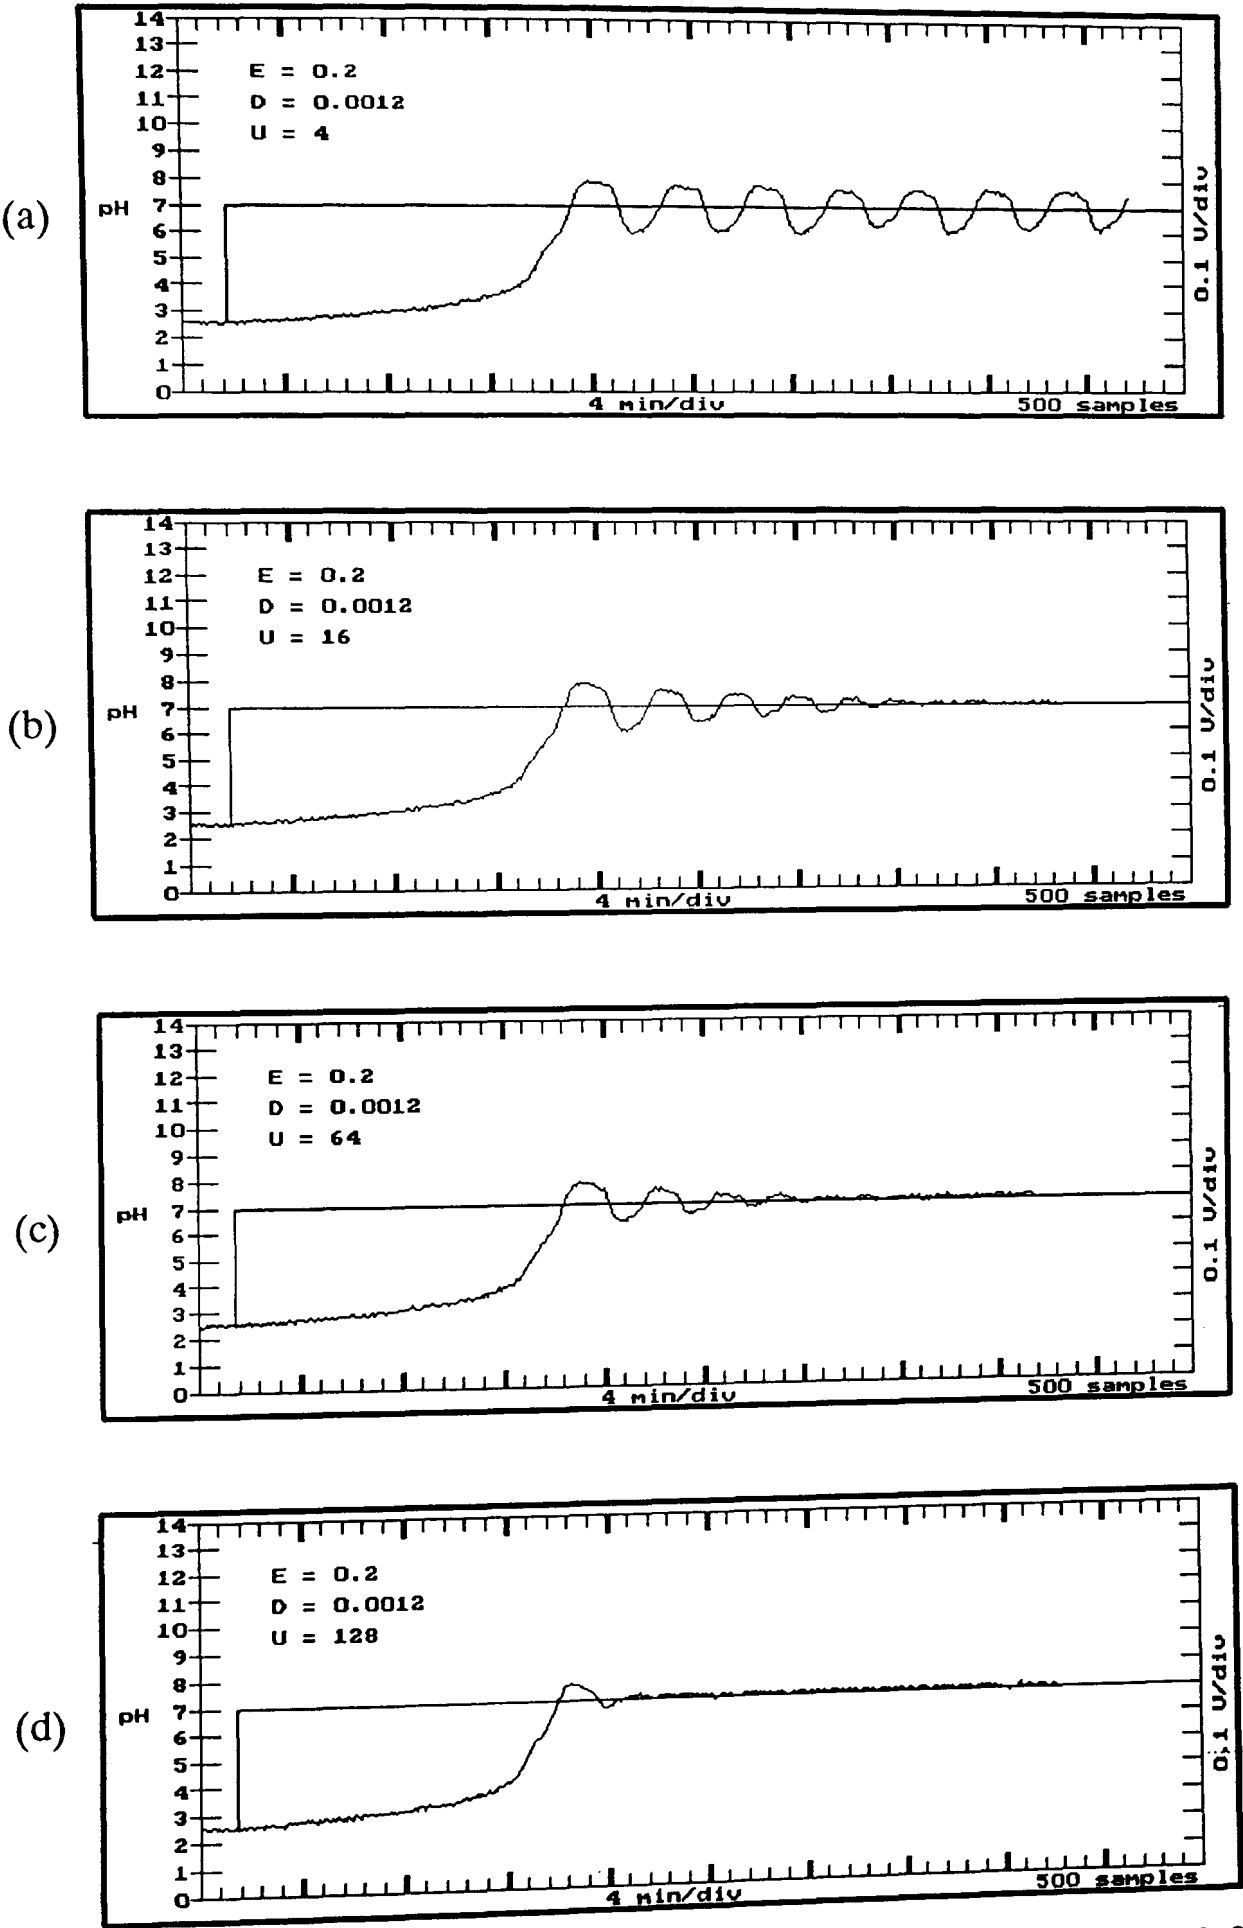 (a)
14
13
12
11
10
9
8
7
6
5
4
3
2
1
0
pH
E = 0.2
D = 0.0012
U = 4
0.1 U/div
4 min/div
500 samples
(b)
14
13
12
11
10
9
8
7
6
5
4
3
2
1
0
pH
E = 0.2
D = 0.0012
U = 16
0.1 U/div
4 min/div
500 samples
(c)
14
13
12
11
10
9
8
7
6
5
4
3
2
1
0
pH
E = 0.2
D = 0.0012
U = 64
0.1 U/div
4 min/div
500 samples
(d)
14
13
12
11
10
9
8
7
6
5
4
3
2
1
0
pH
E = 0.2
D = 0.0012
U = 128
0.1 U/div
4 min/div
500 samples